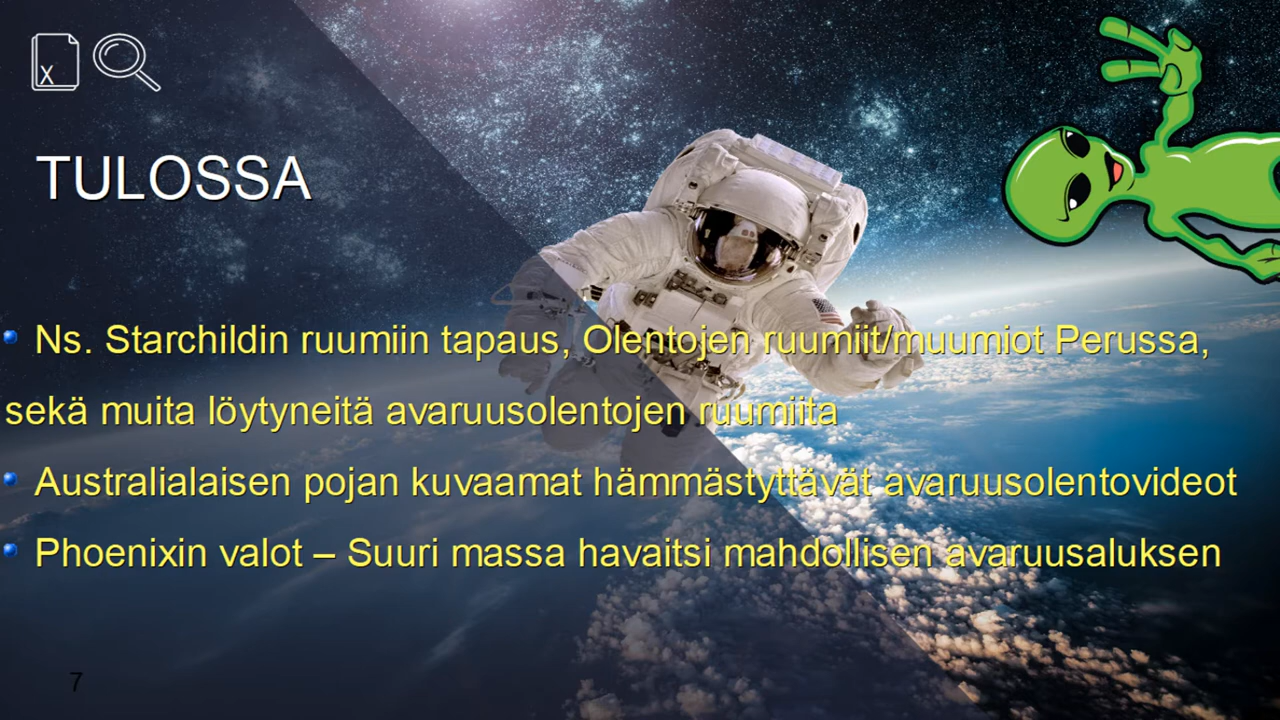 X
TULOSSA
Ns. Starchildin ruumiin tapaus, Olentojen ruumiit/muumiot Perussa,
sekä muita löytyneitä avaruusolentojen ruumiita
Australialaisen pojan kuvaamat hämmästyttävät avaruusolentovideot
Phoenixin valot – Suuri massa havaitsi mahdollisen avaruusaluksen
7